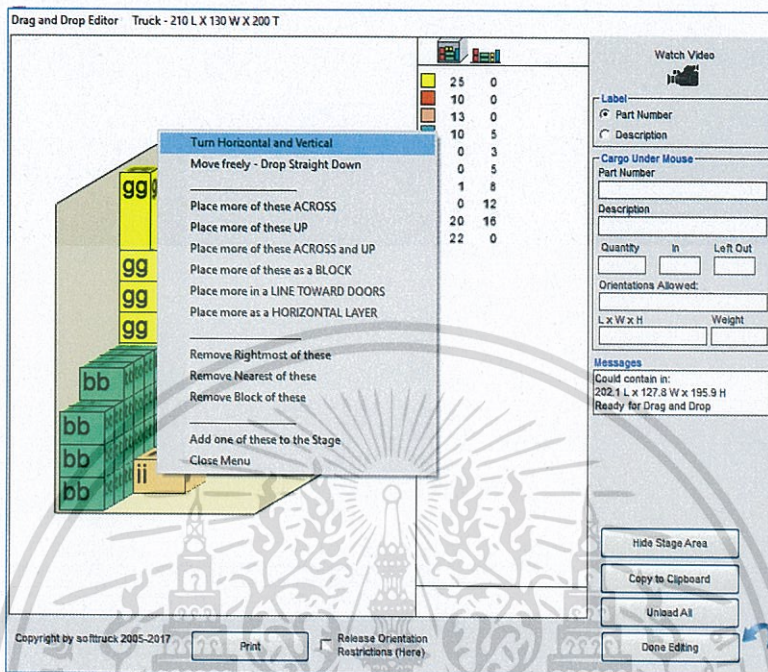 Drag and Drop Editor Truck - 210 L X 130 W X 200 T
25 0
10 0
13 0
10 5
0 3
0 5
1 8
0 12
20 16
22 0
Turn Horizontal and Vertical
Move freely - Drop Straight Down
Place more of these ACROSS
Place more of these UP
Place more of these ACROSS and UP
Place more of these as a BLOCK
Place more in a LINE TOWARD DOORS
Place more as a HORIZONTAL LAYER
Remove Rightmost of these
Remove Nearest of these
Remove Block of these
Add one of these to the Stage
Close Menu
gg
gg
gg
gg
bb
bb
bb
bb
ii
Watch Video
Label
Part Number
Description
Cargo Under Mouse
Part Number
Description
Quantity In Left Out
Orientations Allowed:
L x W x H Weight
Messages
Could contain in:
202.1 L x 127.8 W x 195.9 H
Ready for Drag and Drop
Hide Stage Area
Copy to Clipboard
Unload All
Done Editing
Copyright by softtruck 2005-2017
Print
Release Orientation
Restrictions (Here)